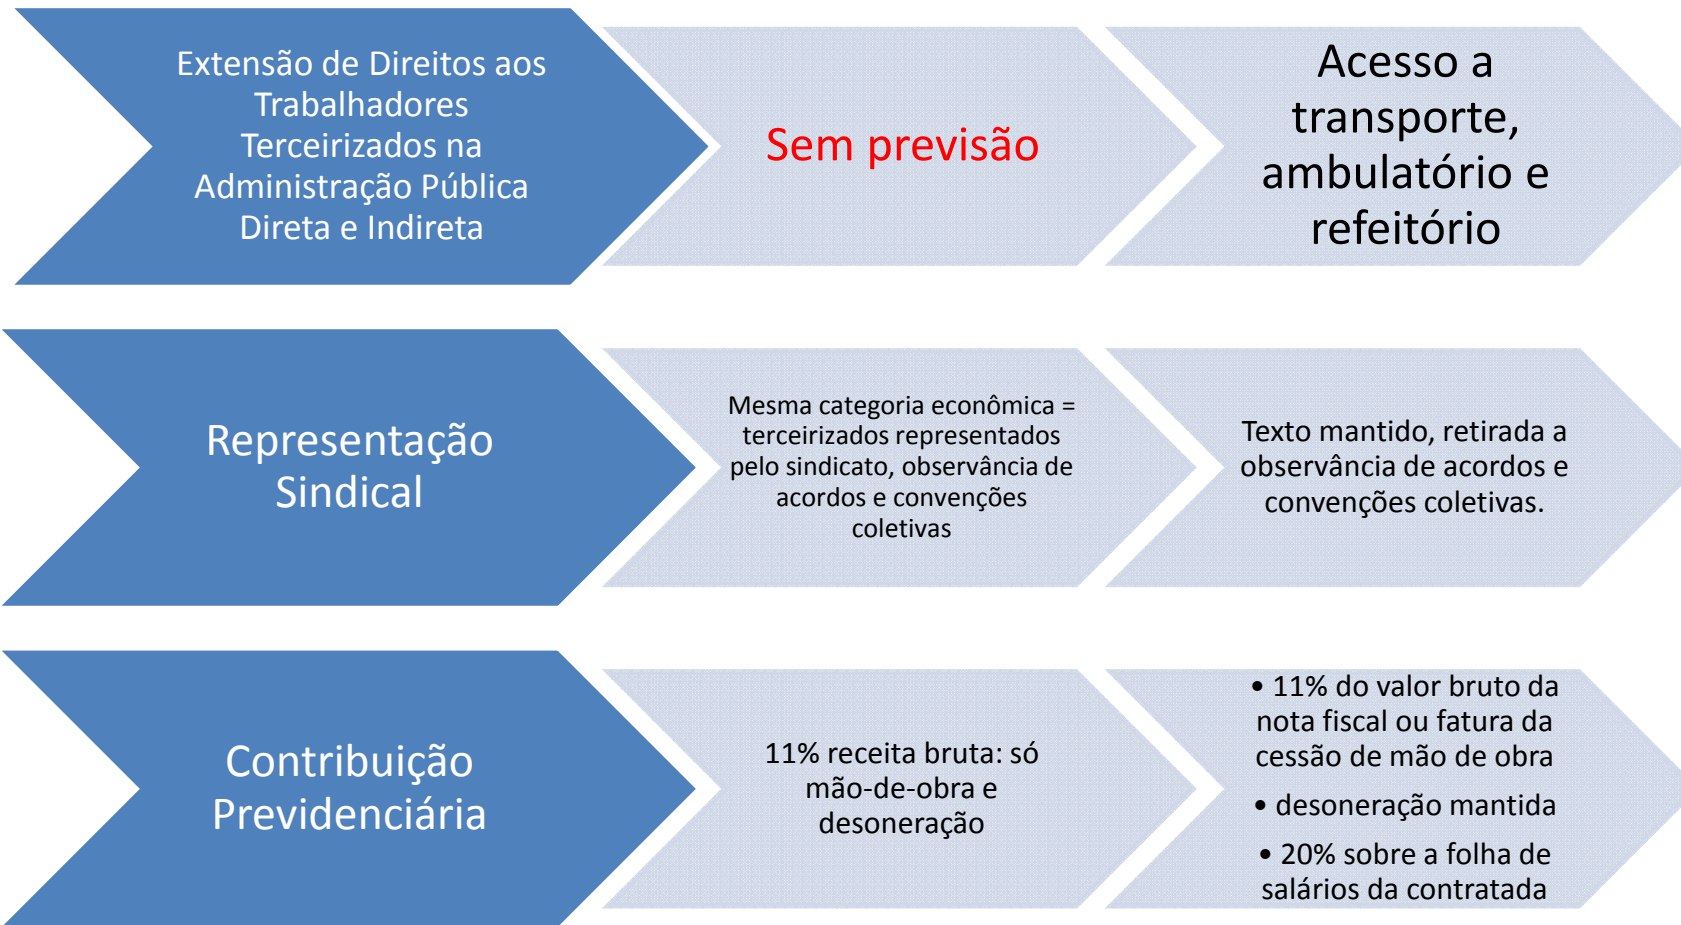 Extensão de Direitos aos
Trabalhadores
Terceirizados na
Administração Pública
Direta e Indireta
Sem previsão
Acesso a
transporte,
ambulatório e
refeitório
Representação
Sindical
Mesma categoria econômica =
terceirizados representados
pelo sindicato, observância de
acordos e convenções
coletivas
Texto mantido, retirada a
observância de acordos e
convenções coletivas.
Contribuição
Previdenciária
11% receita bruta: só
mão-de-obra e
desoneração
• 11% do valor bruto da
nota fiscal ou fatura da
cessão de mão de obra
• desoneração mantida
• 20% sobre a folha de
salários da contratada